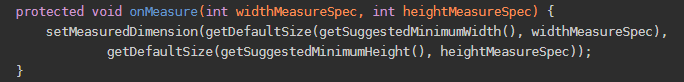 protected void onMeasure(int widthMeasureSpec, int heightMeasureSpec) {
    setMeasuredDimension(getDefaultSize(getSuggestedMinimumWidth(), widthMeasureSpec),
            getDefaultSize(getSuggestedMinimumHeight(), heightMeasureSpec));
}